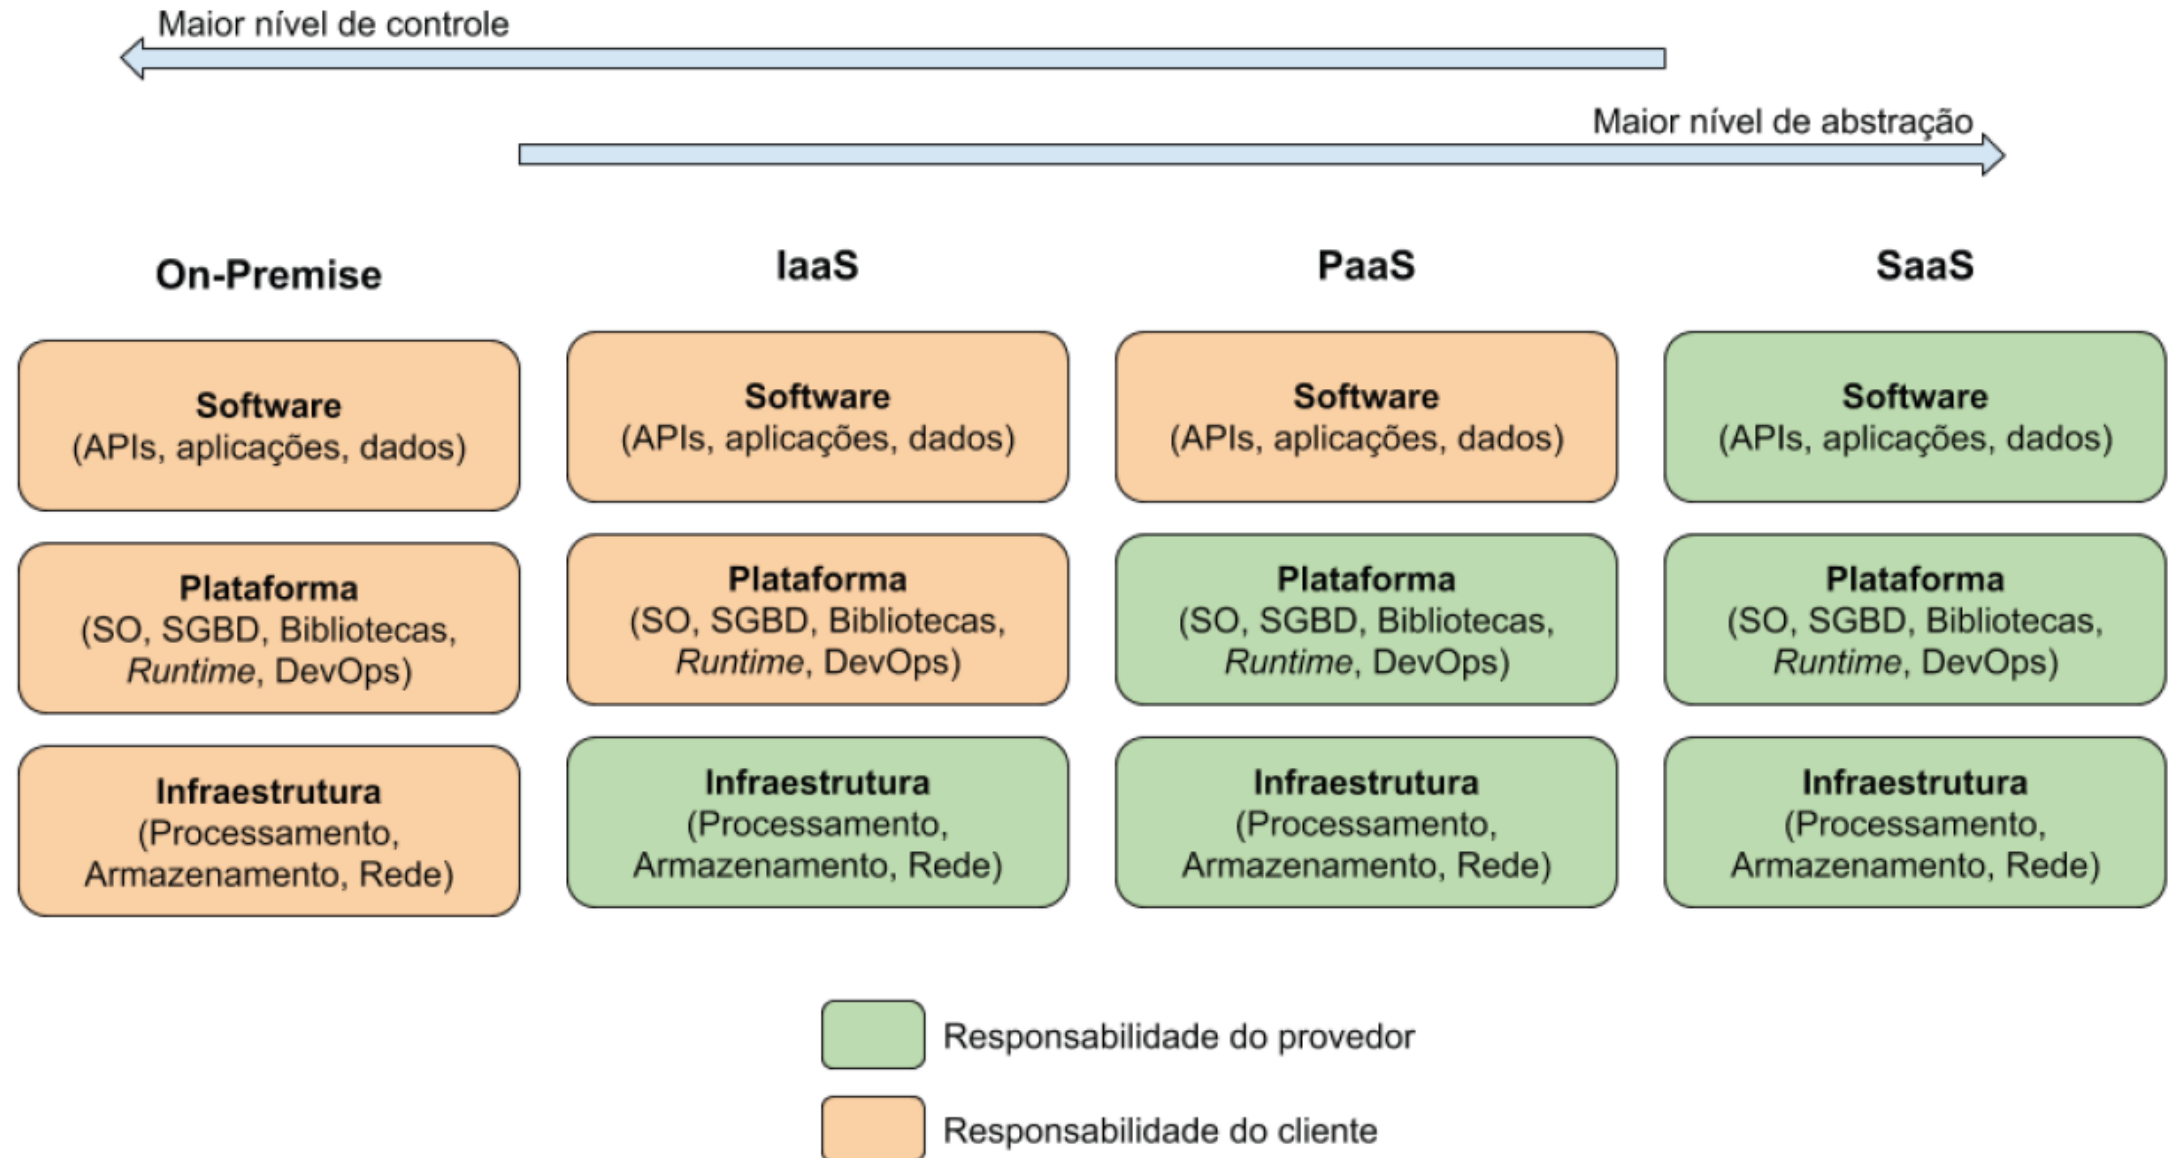 Maior nível de controle
Maior nível de abstração
On-Premise
IaaS
PaaS
SaaS
Software
(APIs, aplicações, dados)
Software
(APIs, aplicações, dados)
Software
(APIs, aplicações, dados)
Software
(APIs, aplicações, dados)
Plataforma
(SO, SGBD, Bibliotecas,
Runtime, DevOps)
Plataforma
(SO, SGBD, Bibliotecas,
Runtime, DevOps)
Plataforma
(SO, SGBD, Bibliotecas,
Runtime, DevOps)
Plataforma
(SO, SGBD, Bibliotecas,
Runtime, DevOps)
Infraestrutura
(Processamento,
Armazenamento, Rede)
Infraestrutura
(Processamento,
Armazenamento, Rede)
Infraestrutura
(Processamento,
Armazenamento, Rede)
Infraestrutura
(Processamento,
Armazenamento, Rede)
Responsabilidade do provedor
Responsabilidade do cliente